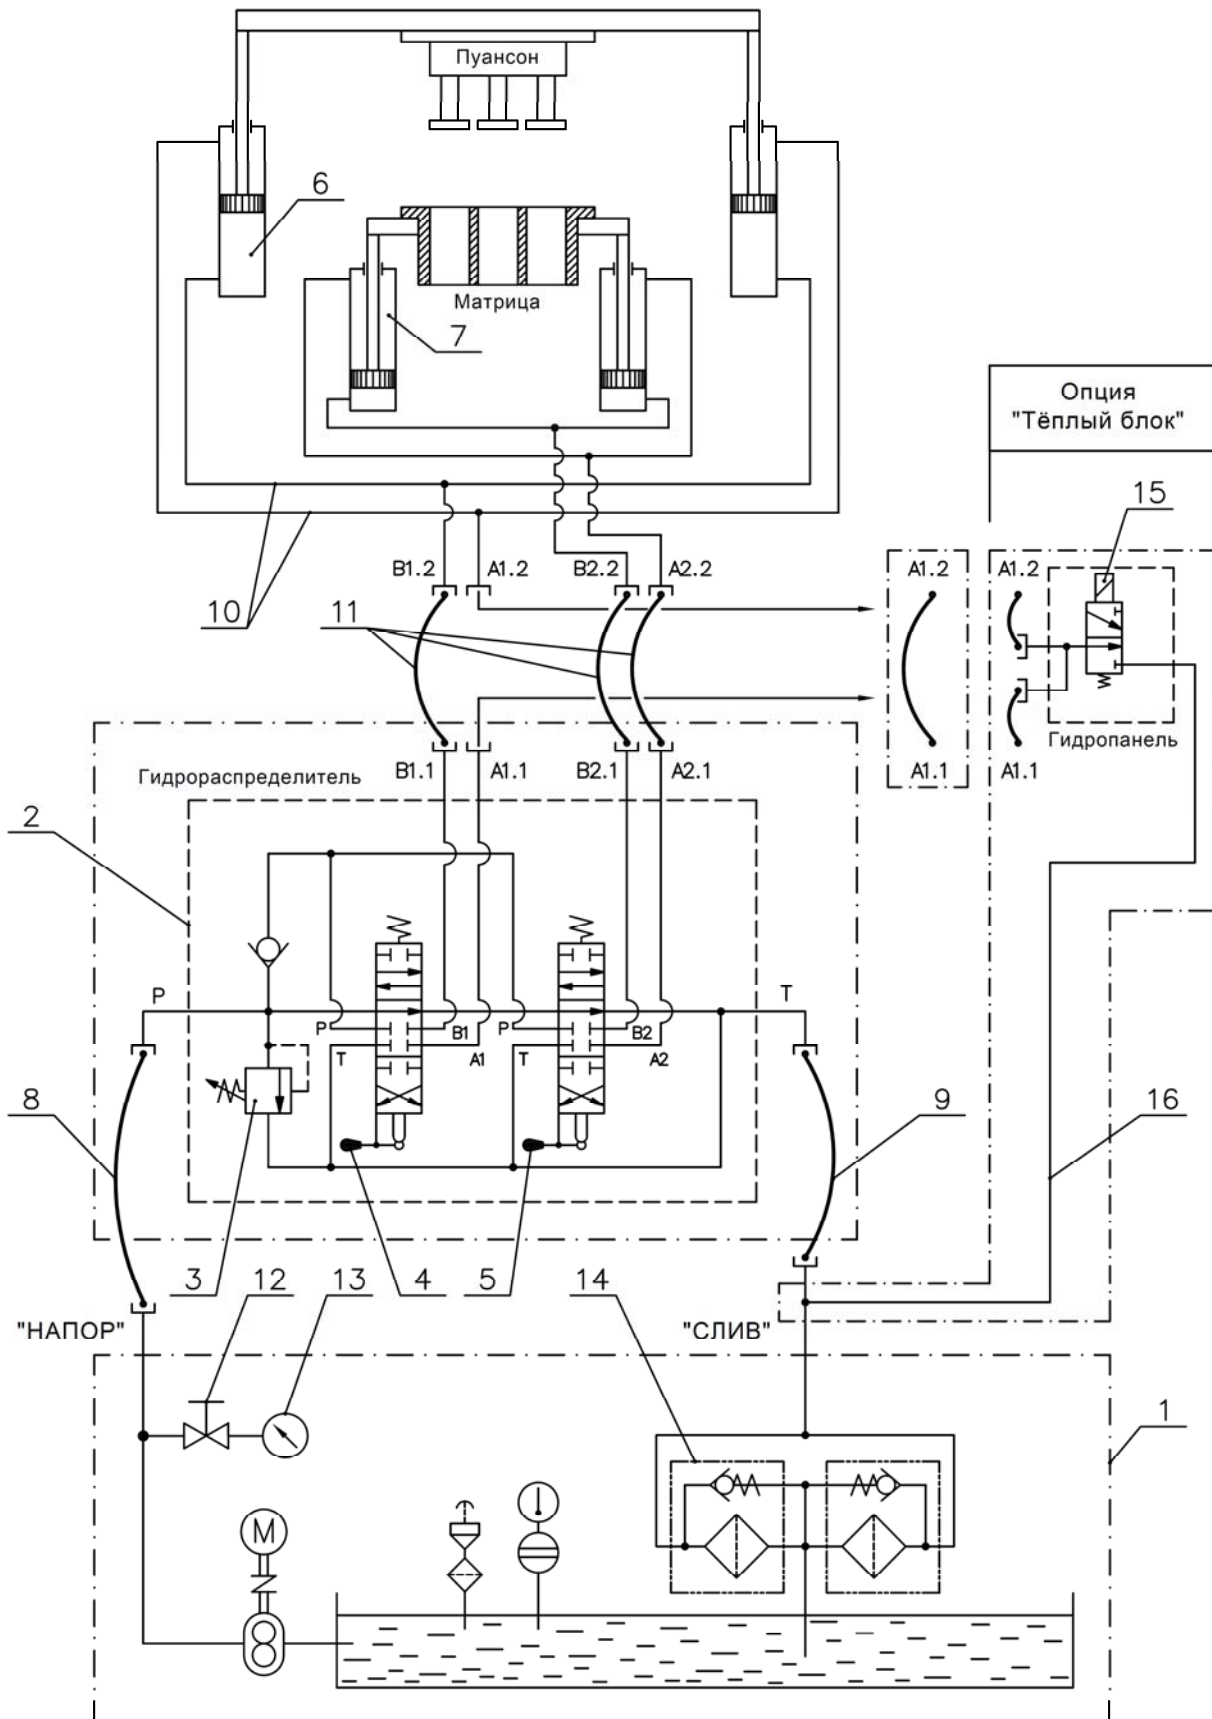 Пуансон
6
Матрица
7
Опция
"Тёплый блок"
15
B1.2 A1.2 B2.2 A2.2 A1.2 A1.2
10 11
Гидропанель
B1.1 A1.1 B2.1 A2.1 A1.1 A1.1
Гидрораспределитель
2
P T
P B1 P B2
T A1 T A2
8 9 16
3 12 13 4 5 14
"НАПОР" "СЛИВ"
1
M